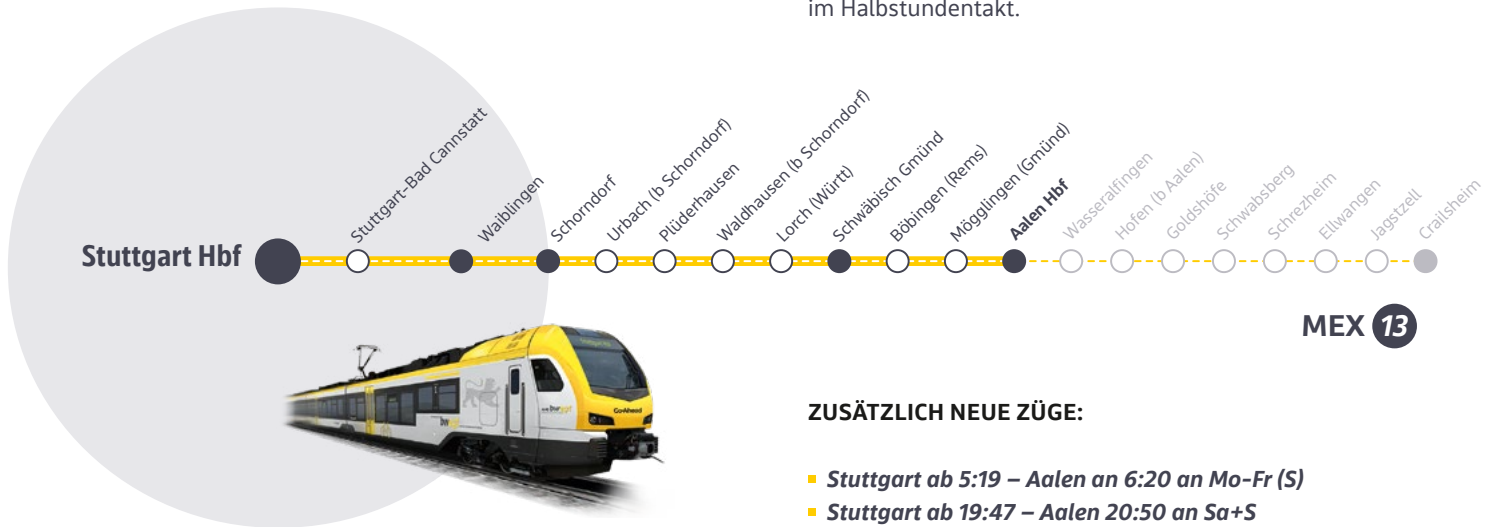 im Halbstundentakt.
Stuttgart Hbf
Stuttgart-Bad Cannstatt
Waiblingen
Schorndorf
Urbach (b Schorndorf)
Plüderhausen
Waldhausen (b Schorndorf)
Lorch (Württ)
Schwäbisch Gmünd
Böbingen (Rems)
Mögglingen (Gmünd)
Aalen Hbf
Wasseralfingen
Hofen (b Aalen)
Goldshöfe
Schwabsberg
Schrezheim
Ellwangen
Jagstzell
Crailsheim
MEX 13
Go-Ahead
bwegt
ZUSÄTZLICH NEUE ZÜGE:
Stuttgart ab 5:19 – Aalen an 6:20 an Mo-Fr (S)
Stuttgart ab 19:47 – Aalen 20:50 an Sa+S